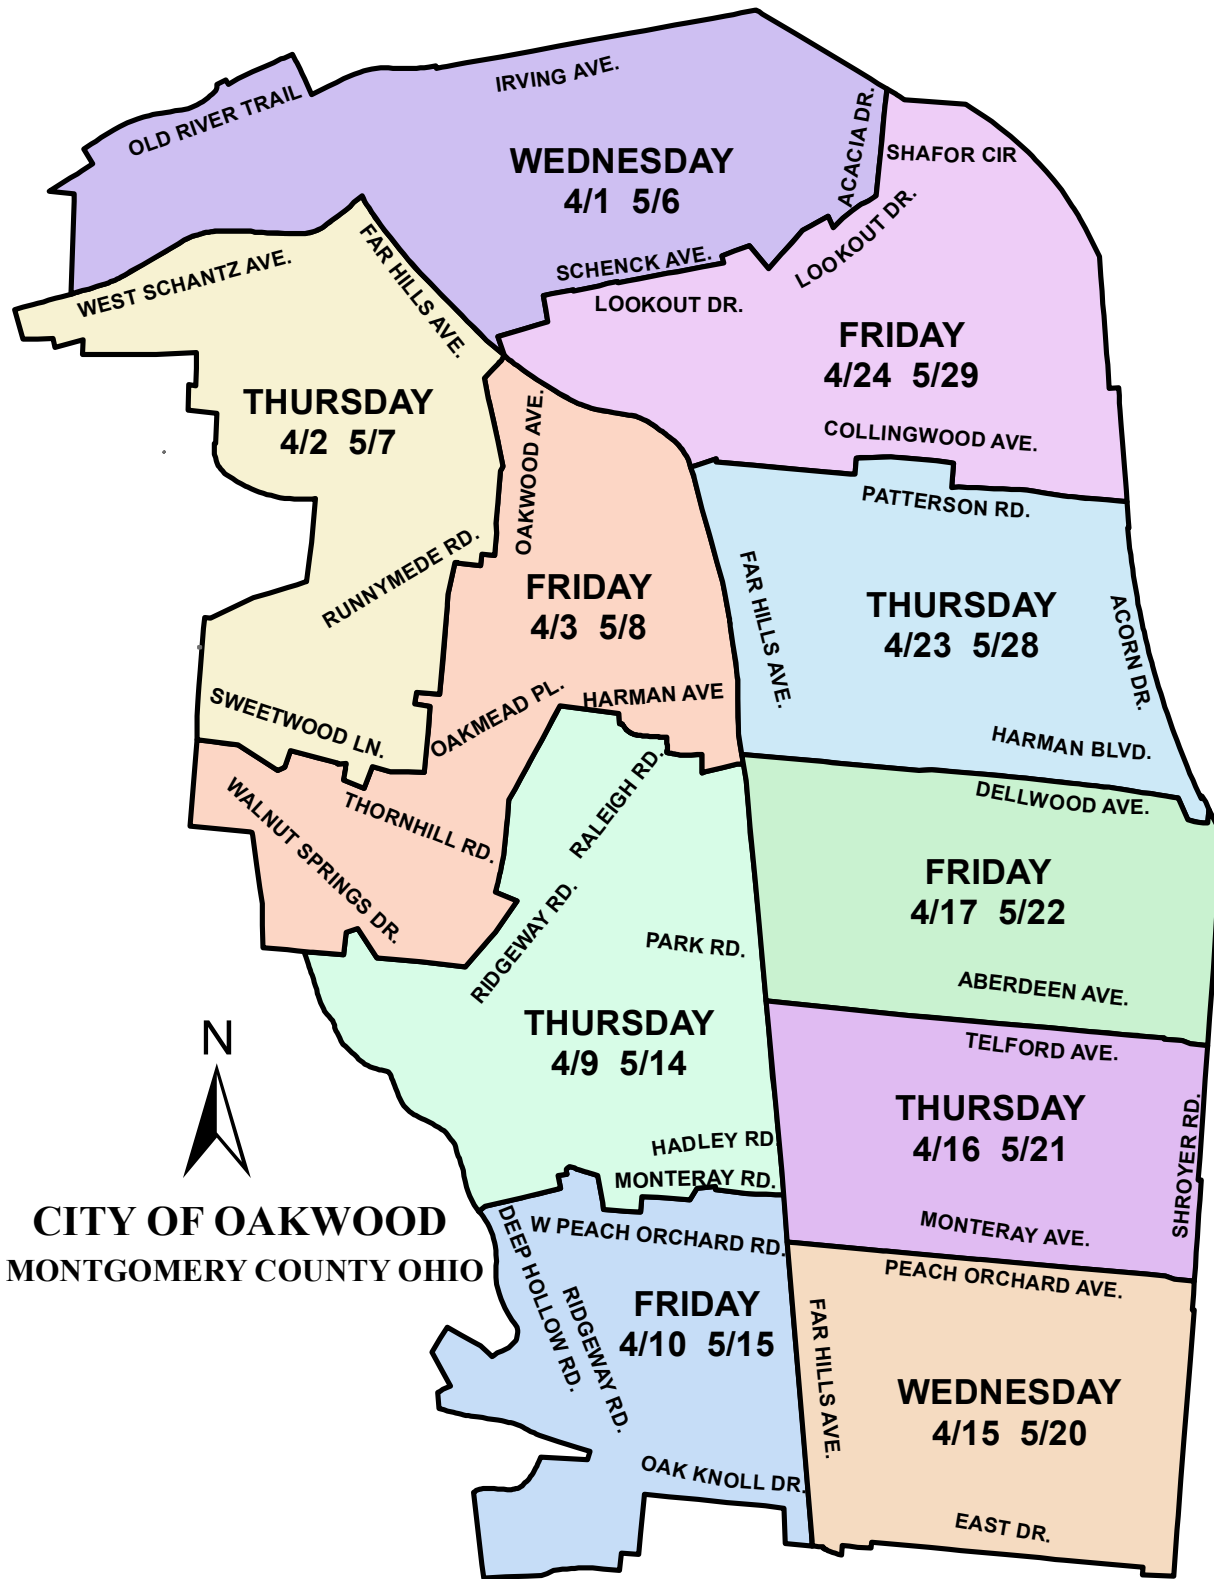 IRVING AVE.
OLD RIVER TRAIL
ACACIA DR.
SHAFOR CIR
WEDNESDAY
4/1 5/6
LOOKOUT DR.
FAR HILLS AVE.
WEST SCHANTZ AVE.
SCHENCK AVE.
LOOKOUT DR.
FRIDAY
4/24 5/29
THURSDAY
4/2 5/7
OAKWOOD AVE.
COLLINGWOOD AVE.
PATTERSON RD.
RUNNYMEDE RD.
FRIDAY
4/3 5/8
FAR HILLS AVE.
THURSDAY
4/23 5/28
ACORN DR.
SWEETWOOD LN.
OAKMEAD PL.
HARMAN AVE
HARMAN BLVD.
RALEIGH RD.
WALNUT SPRINGS DR.
THORNHILL RD.
DELLWOOD AVE.
FRIDAY
4/17 5/22
RIDGEWAY RD.
PARK RD.
ABERDEEN AVE.
THURSDAY
4/9 5/14
TELFORD AVE.
N
THURSDAY
4/16 5/21
SHROYER RD.
HADLEY RD.
MONTERAY RD.
CITY OF OAKWOOD
MONTGOMERY COUNTY OHIO
DEEP HOLLOW RD.
W PEACH ORCHARD RD.
MONTERAY AVE.
PEACH ORCHARD AVE.
RIDGEWAY RD.
FRIDAY
4/10 5/15
FAR HILLS AVE.
WEDNESDAY
4/15 5/20
OAK KNOLL DR.
EAST DR.